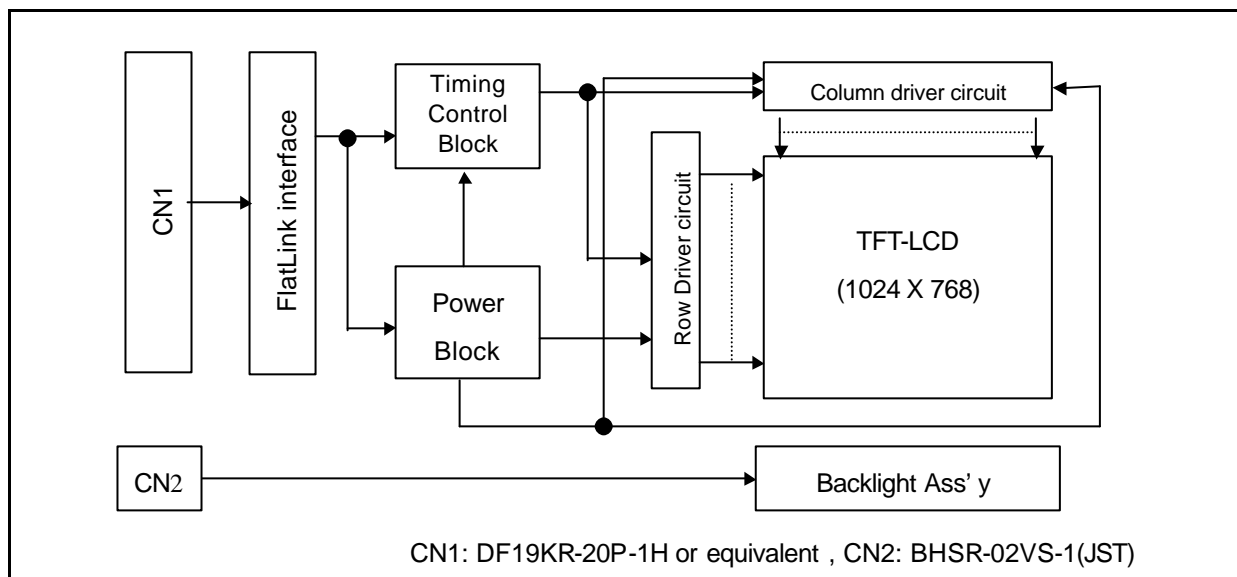 CN1
FlatLink interface
Timing
Control
Block
Power
Block
Row Driver circuit
Column driver circuit
TFT-LCD
(1024 X 768)
CN2
Backlight Ass' y
CN1: DF19KR-20P-1H or equivalent , CN2: BHSR-02VS-1(JST)